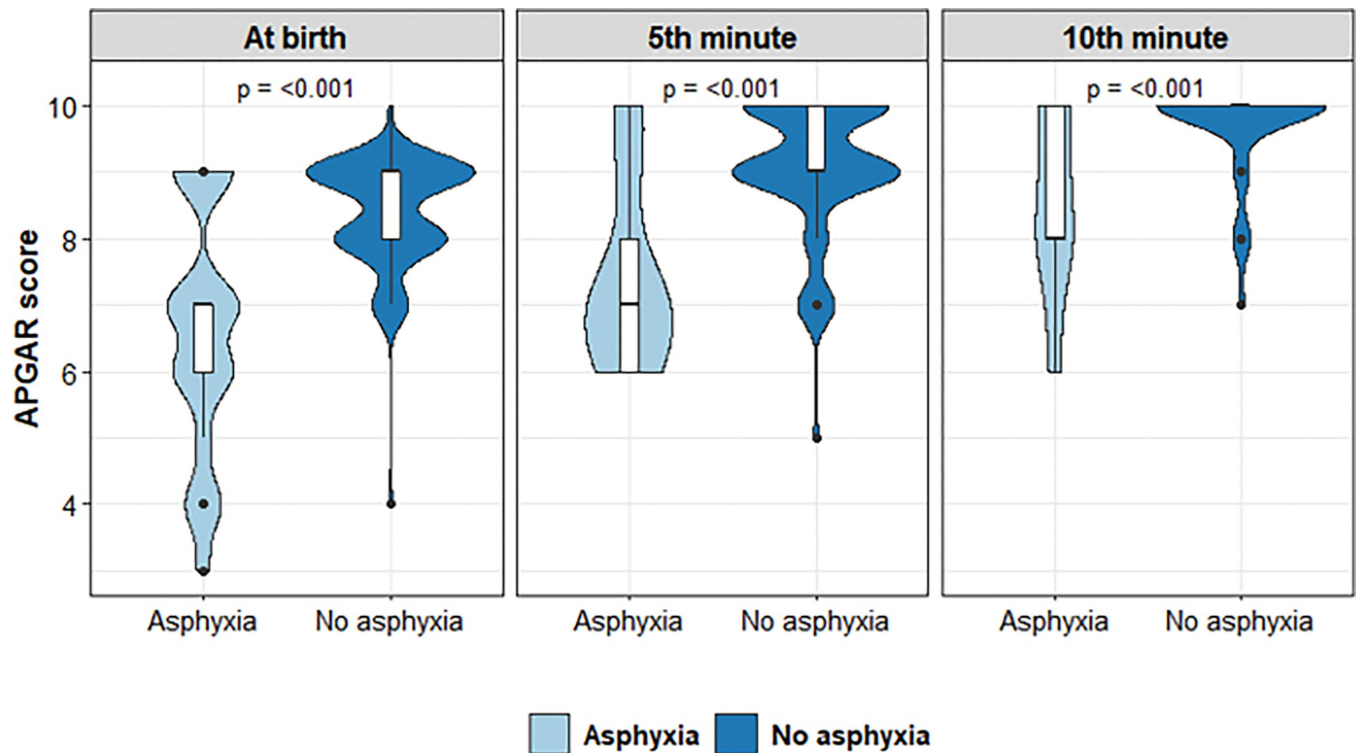 At birth
5th minute
10th minute
p = <0.001
p = <0.001
p = <0.001
APGAR score
10
8
6
4
Asphyxia
No asphyxia
Asphyxia
No asphyxia
Asphyxia
No asphyxia
Asphyxia
No asphyxia